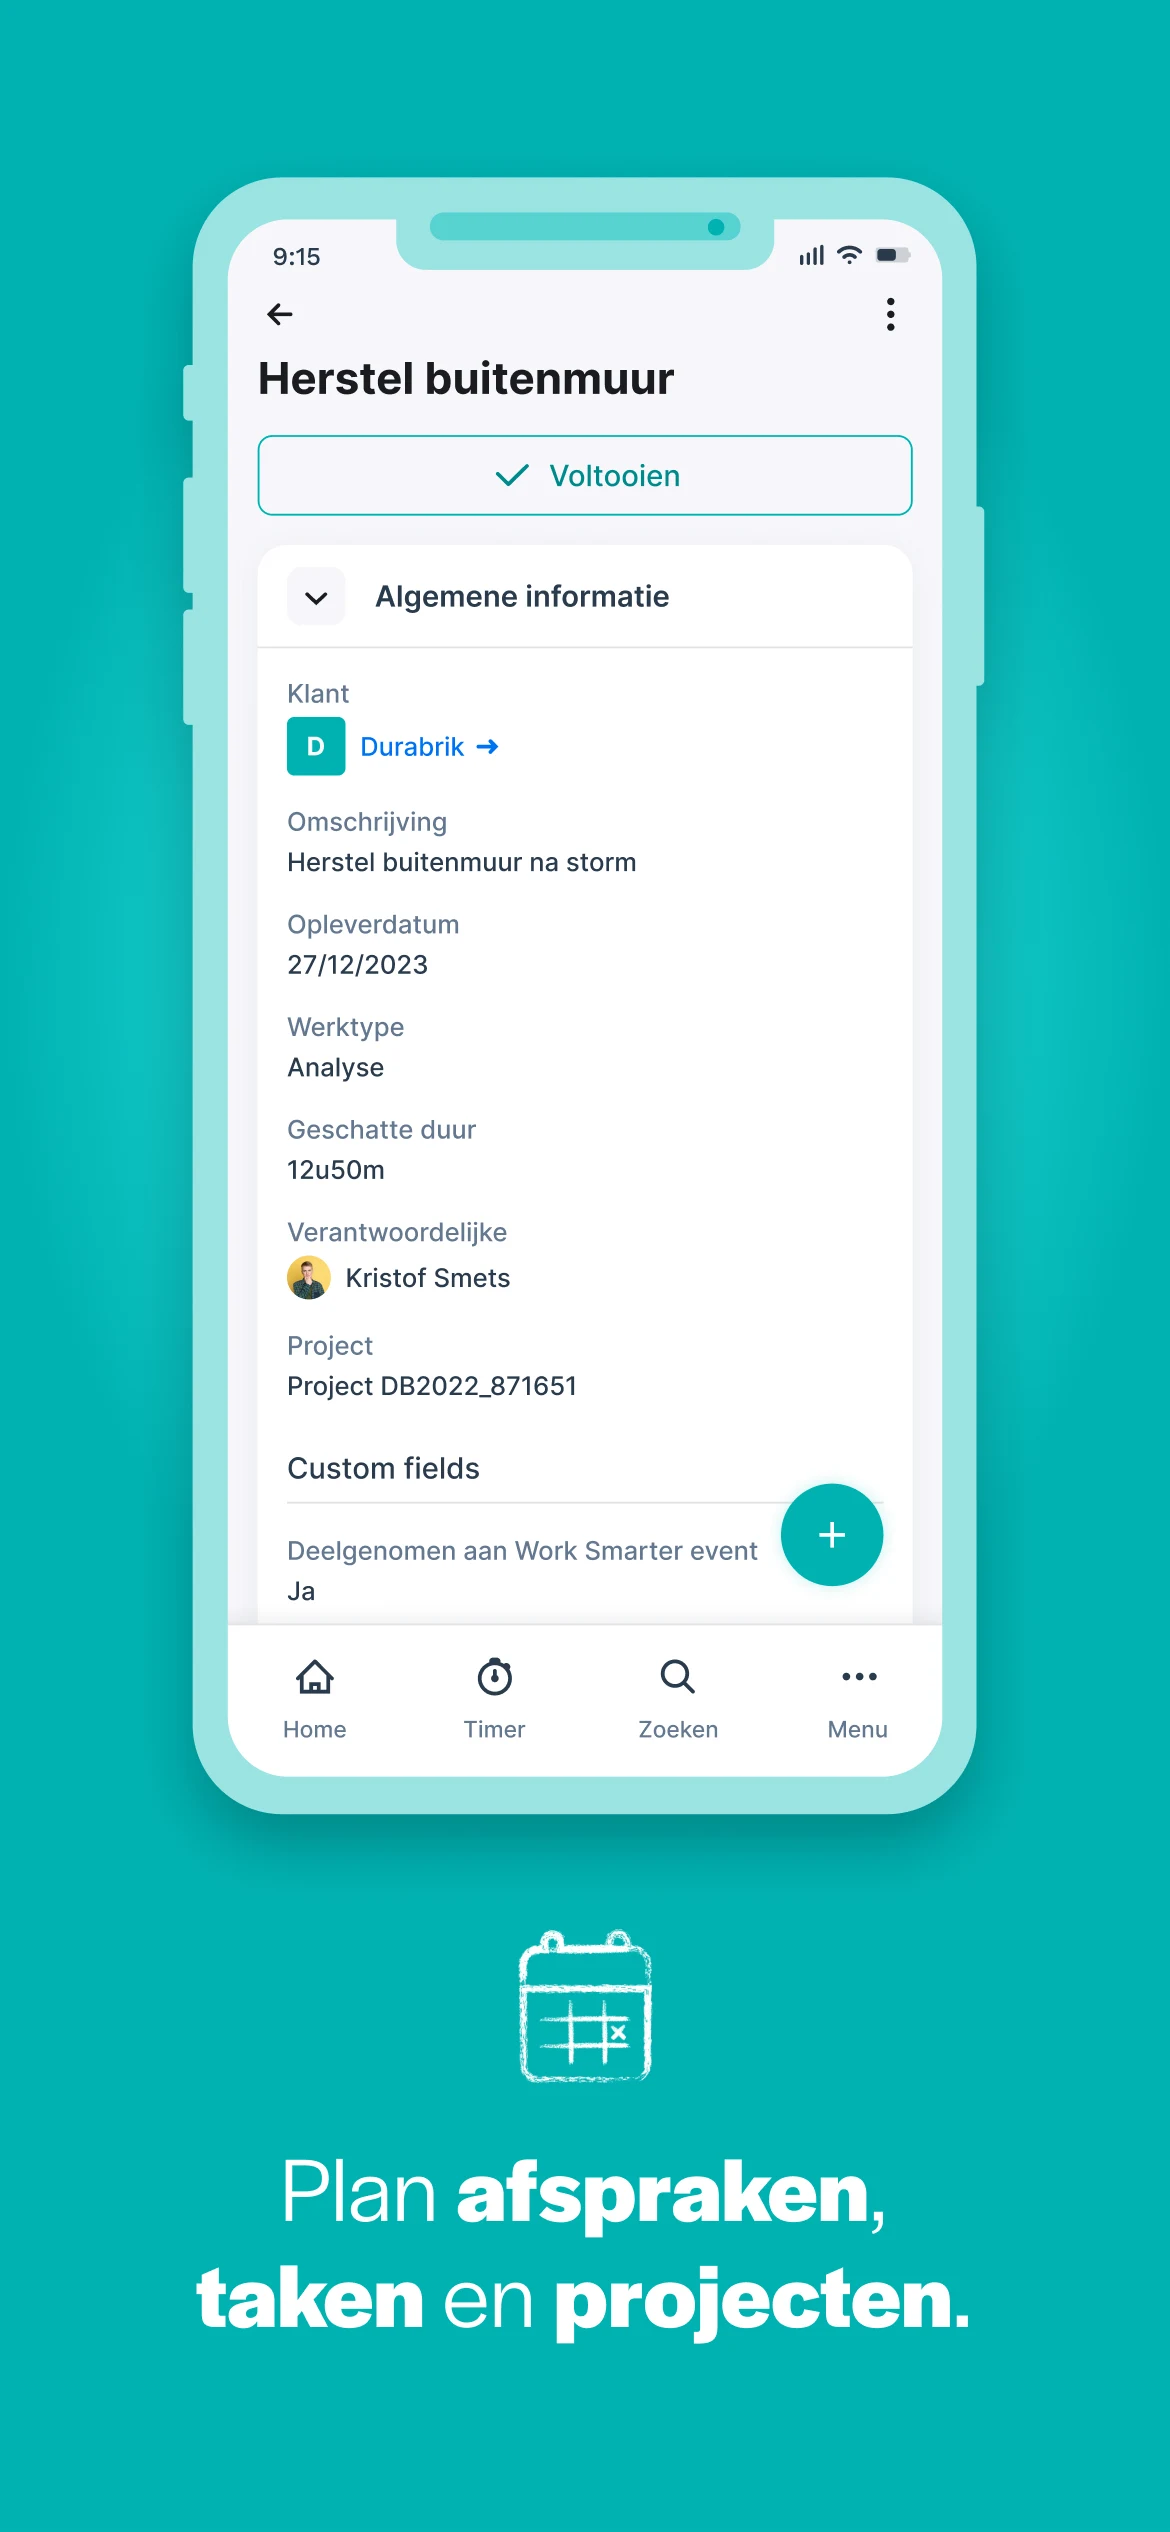 9:15
Herstel buitenmuur
Voltooien
Algemene informatie
Klant
D Durabrik
Omschrijving
Herstel buitenmuur na storm
Opleverdatum
27/12/2023
Werktype
Analyse
Geschatte duur
12u50m
Verantwoordelijke
Kristof Smets
Project
Project DB2022_871651
Custom fields
Deelgenomen aan Work Smarter event
Ja
Home Timer Zoeken Menu
Plan afspraken,
taken en projecten.